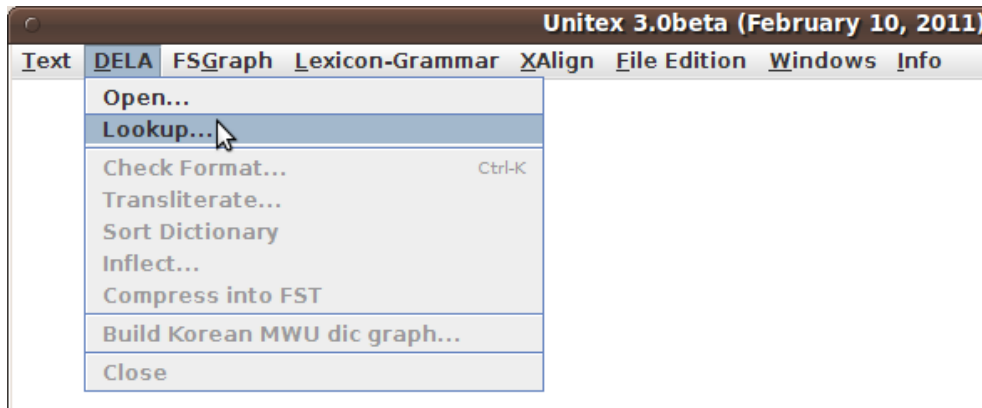 Unitex 3.0beta (February 10, 2011)
Text DELA FSGraph Lexicon-Grammar XAlign File Edition Windows Info
Open...
Lookup...
Check Format... Ctrl-K
Transliterate...
Sort Dictionary
Inflect...
Compress into FST
Build Korean MWU dic graph...
Close